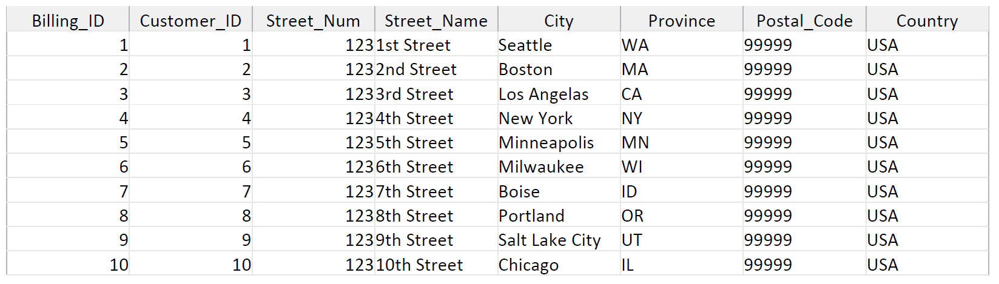 Billing_ID Customer_ID Street_Num Street_Name City Province Postal_Code Country
1 1 123 1st Street Seattle WA 99999 USA
2 2 123 2nd Street Boston MA 99999 USA
3 3 123 3rd Street Los Angelas CA 99999 USA
4 4 123 4th Street New York NY 99999 USA
5 5 123 5th Street Minneapolis MN 99999 USA
6 6 123 6th Street Milwaukee WI 99999 USA
7 7 123 7th Street Boise ID 99999 USA
8 8 123 8th Street Portland OR 99999 USA
9 9 123 9th Street Salt Lake City UT 99999 USA
10 10 123 10th Street Chicago IL 99999 USA